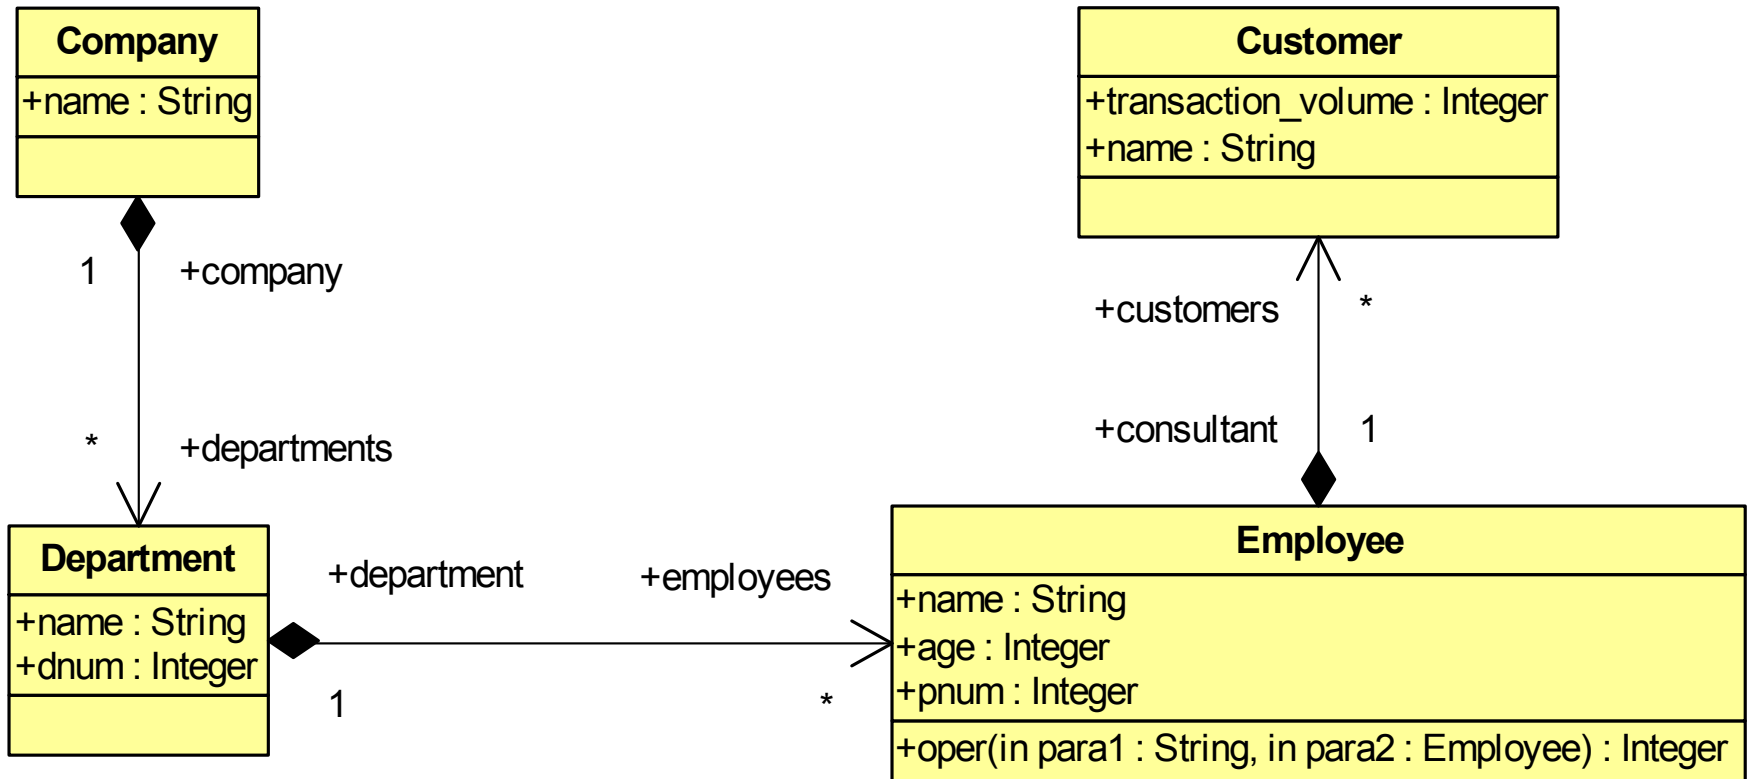 Company
+name : String
Customer
+transaction_volume : Integer
+name : String
1
+company
*
+departments
+customers
*
+consultant
1
Department
+name : String
+dnum : Integer
+department
+employees
1
*
Employee
+name : String
+age : Integer
+pnum : Integer
+oper(in para1 : String, in para2 : Employee) : Integer